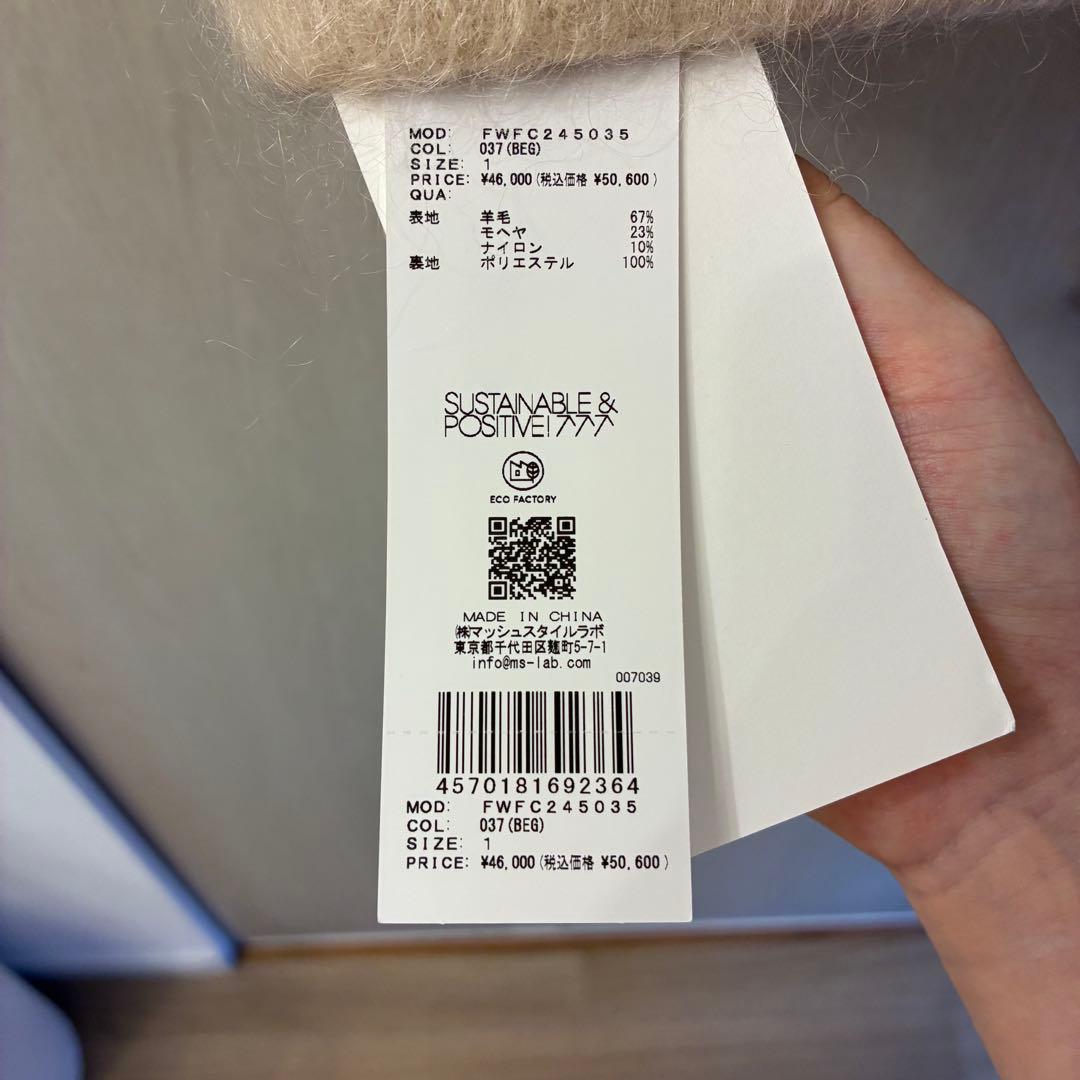 MOD: FWFC245035
COL: 037(BEG)
SIZE: 1
PRICE: ¥46,000(税込価格 ¥50,600)
QUA:
表地 羊毛 67%
モヘヤ 23%
ナイロン 10%
裏地 ポリエステル 100%
SUSTAINABLE &
POSITIVE!
ECO FACTORY
MADE IN CHINA
㈱マッシュスタイルラボ
東京都千代田区麹町5-7-1
info@ms-lab.com
007039
4570181692364
MOD: FWFC245035
COL: 037(BEG)
SIZE: 1
PRICE: ¥46,000(税込価格 ¥50,600)